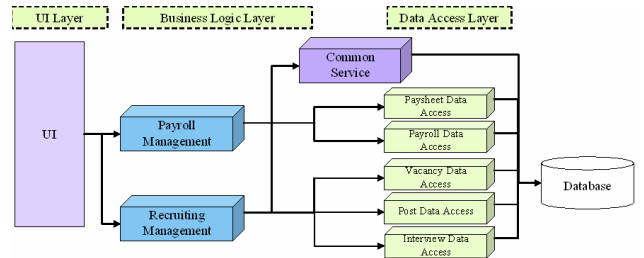 UI Layer
Business Logic Layer
Data Access Layer
Common
Service
UI
Payroll
Management
Recruiting
Management
Paysheet Data
Access
Payroll Data
Access
Vacancy Data
Access
Post Data Access
Interview Data
Access
Database